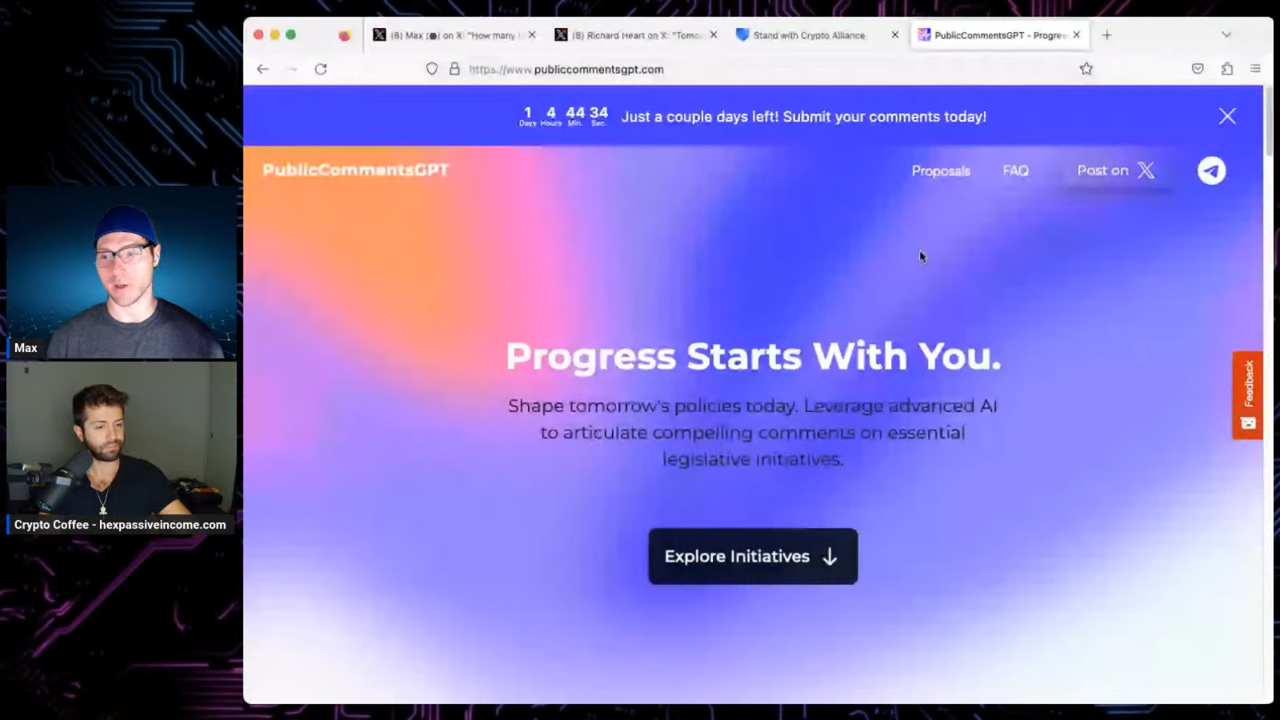 (8) Max (⬣) on X: "How many
(8) Richard Heart on X: "Tomo
Stand with Crypto Alliance
PublicCommentsGPT - Progres
https://www.publiccommentsgpt.com
1 4 44 34
Days Hours Min. Sec.
Just a couple days left! Submit your comments today!
PublicCommentsGPT
Proposals
FAQ
Post on X
Progress Starts With You.
Shape tomorrow's policies today. Leverage advanced AI
to articulate compelling comments on essential
legislative initiatives.
Explore Initiatives ↓
Feedback
Max
Crypto Coffee - hexpassiveincome.com